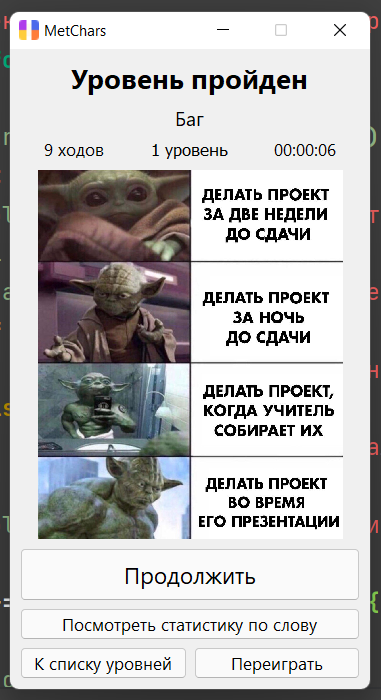 MetChars
Уровень пройден
Баг
9 ходов 1 уровень 00:00:06
ДЕЛАТЬ ПРОЕКТ
ЗА ДВЕ НЕДЕЛИ
ДО СДАЧИ
ДЕЛАТЬ ПРОЕКТ
ЗА НОЧЬ
ДО СДАЧИ
ДЕЛАТЬ ПРОЕКТ,
КОГДА УЧИТЕЛЬ
СОБИРАЕТ ИХ
ДЕЛАТЬ ПРОЕКТ
ВО ВРЕМЯ
ЕГО ПРЕЗЕНТАЦИИ
Продолжить
Посмотреть статистику по слову
К списку уровней
Переиграть